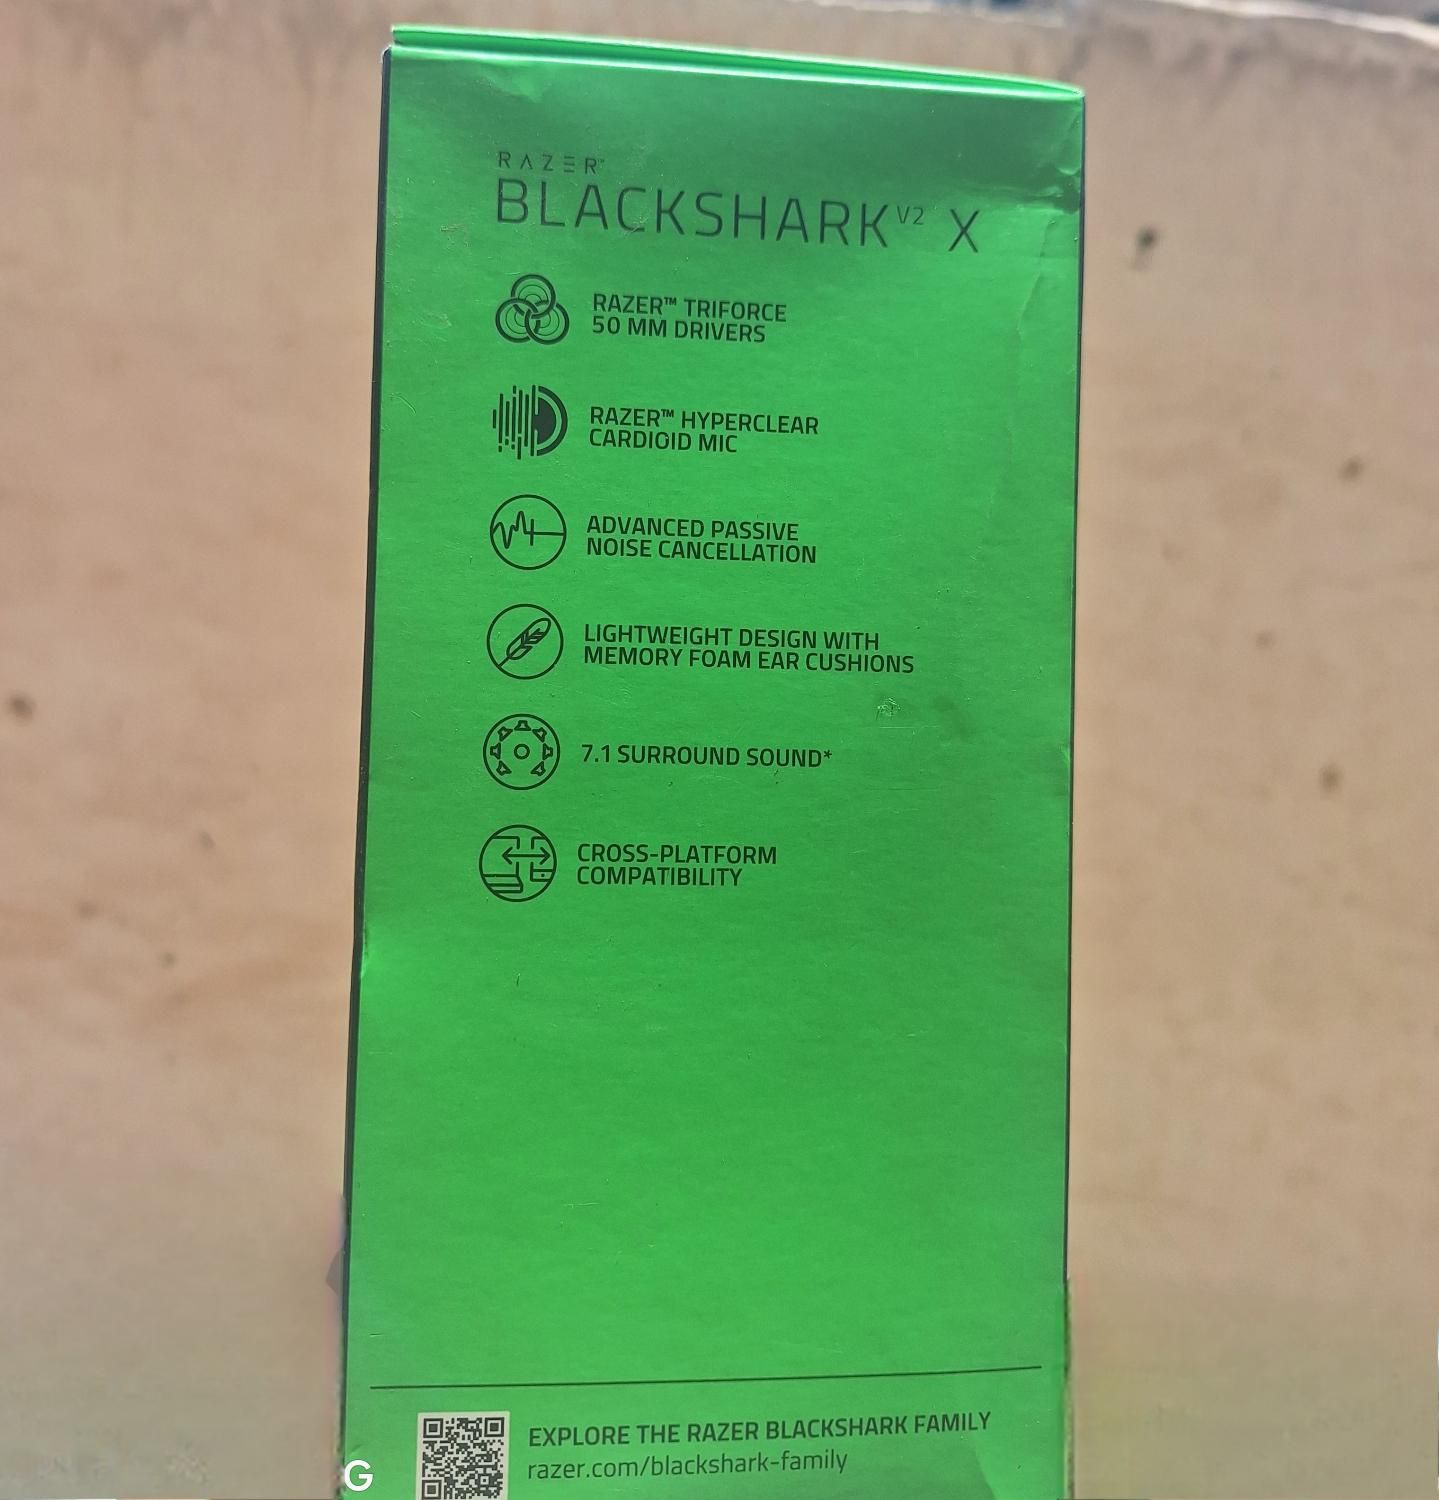 RAZER™
BLACKSHARK V2 X
RAZER™ TRIFORCE
50 MM DRIVERS
RAZER™ HYPERCLEAR
CARDIOID MIC
ADVANCED PASSIVE
NOISE CANCELLATION
LIGHTWEIGHT DESIGN WITH
MEMORY FOAM EAR CUSHIONS
7.1 SURROUND SOUND*
CROSS-PLATFORM
COMPATIBILITY
EXPLORE THE RAZER BLACKSHARK FAMILY
razer.com/blackshark-family
G